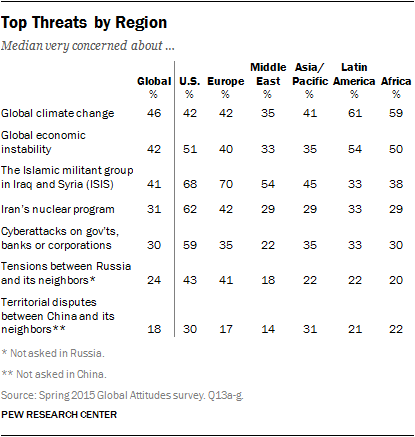 Top Threats by Region
Median very concerned about ...
Global U.S. Europe Middle East Asia/ Pacific Latin America Africa
% % % % % % %
Global climate change 46 42 42 35 41 61 59
Global economic
instability 42 51 40 33 35 54 50
The Islamic militant group
in Iraq and Syria (ISIS) 41 68 70 54 45 33 38
Iran's nuclear program 31 62 42 29 29 33 29
Cyberattacks on gov'ts,
banks or corporations 30 59 35 22 35 33 30
Tensions between Russia
and its neighbors* 24 43 41 18 22 22 20
Territorial disputes
between China and its
neighbors** 18 30 17 14 31 21 22
* Not asked in Russia.
** Not asked in China.
Source: Spring 2015 Global Attitudes survey. Q13a-g.
PEW RESEARCH CENTER